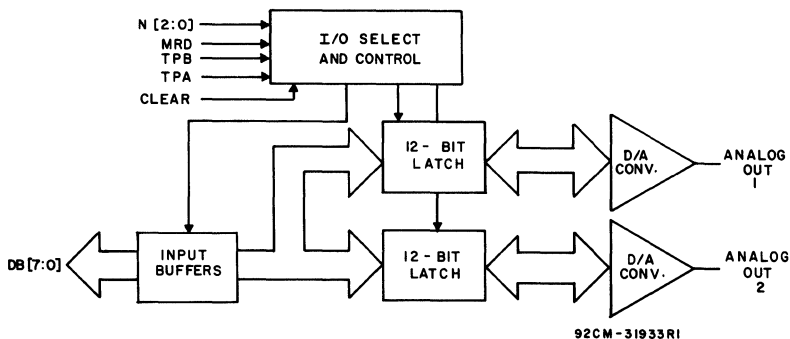 N [2:0]
MRD
TPB
TPA
CLEAR
I/O SELECT
AND CONTROL
12- BIT
LATCH
D/A
CONV.
ANALOG
OUT
1
DB [7:0]
INPUT
BUFFERS
12-BIT
LATCH
D/A
CONV.
ANALOG
OUT
2
92CM-31933R1